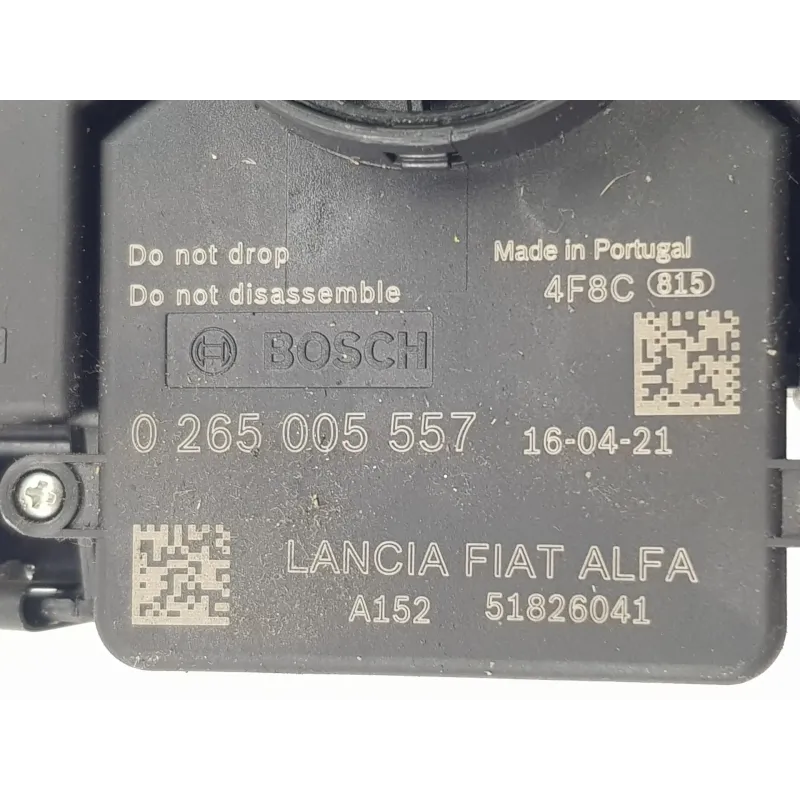 Do not drop
Do not disassemble
Made in Portugal
4F8C 815
BOSCH
0 265 005 557 16-04-21
LANCIA FIAT ALFA
A152 51826041